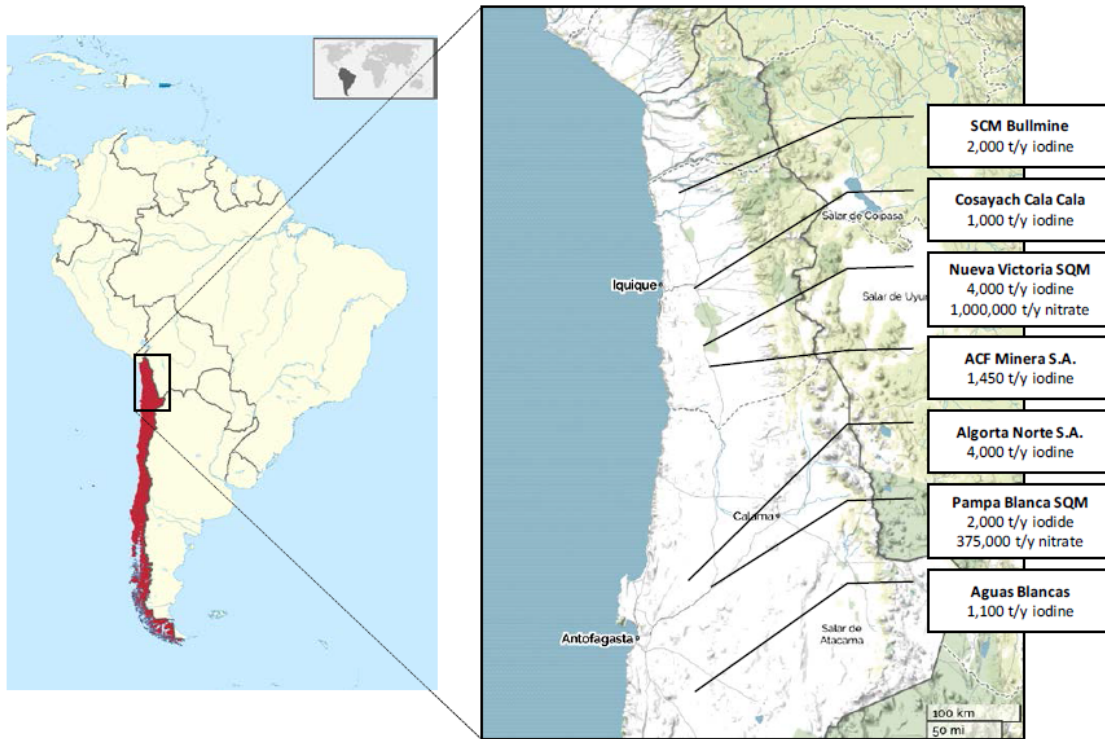 SCM Bullmine
2,000 t/y iodine
Cosayach Cala Cala
1,000 t/y iodine
Salar de Coipasa
Nueva Victoria SQM
4,000 t/y iodine
1,000,000 t/y nitrate
Iquique
Salar de Uyu
ACF Minera S.A.
1,450 t/y iodine
Algorta Norte S.A.
4,000 t/y iodine
Calama
Pampa Blanca SQM
2,000 t/y iodide
375,000 t/y nitrate
Aguas Blancas
1,100 t/y iodine
Antofagasta
Salar de
Atacama
100 km
50 mi